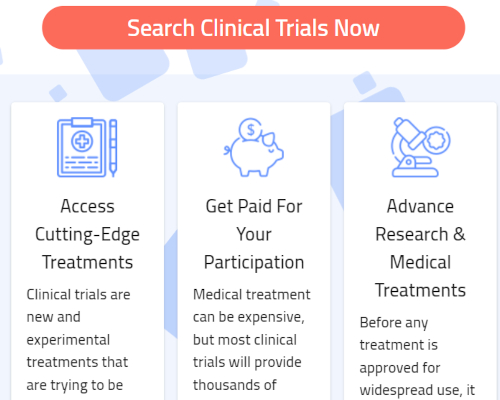 Search Clinical Trials Now
Access
Cutting-Edge
Treatments
Clinical trials are
new and
experimental
treatments that
are trying to be
$
Get Paid For
Your
Participation
Medical treatment
can be expensive,
but most clinical
trials will provide
thousands of
Advance
Research &
Medical
Treatments
Before any
treatment is
approved for
widespread use, it